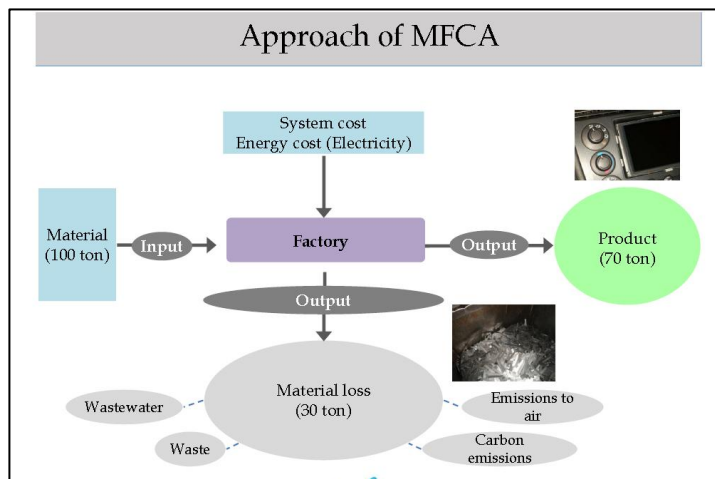 Approach of MFCA
System cost
Energy cost (Electricity)
Material
(100 ton)
Input
Factory
Output
Product
(70 ton)
Output
Material loss
(30 ton)
Wastewater
Waste
Emissions to
air
Carbon
emissions